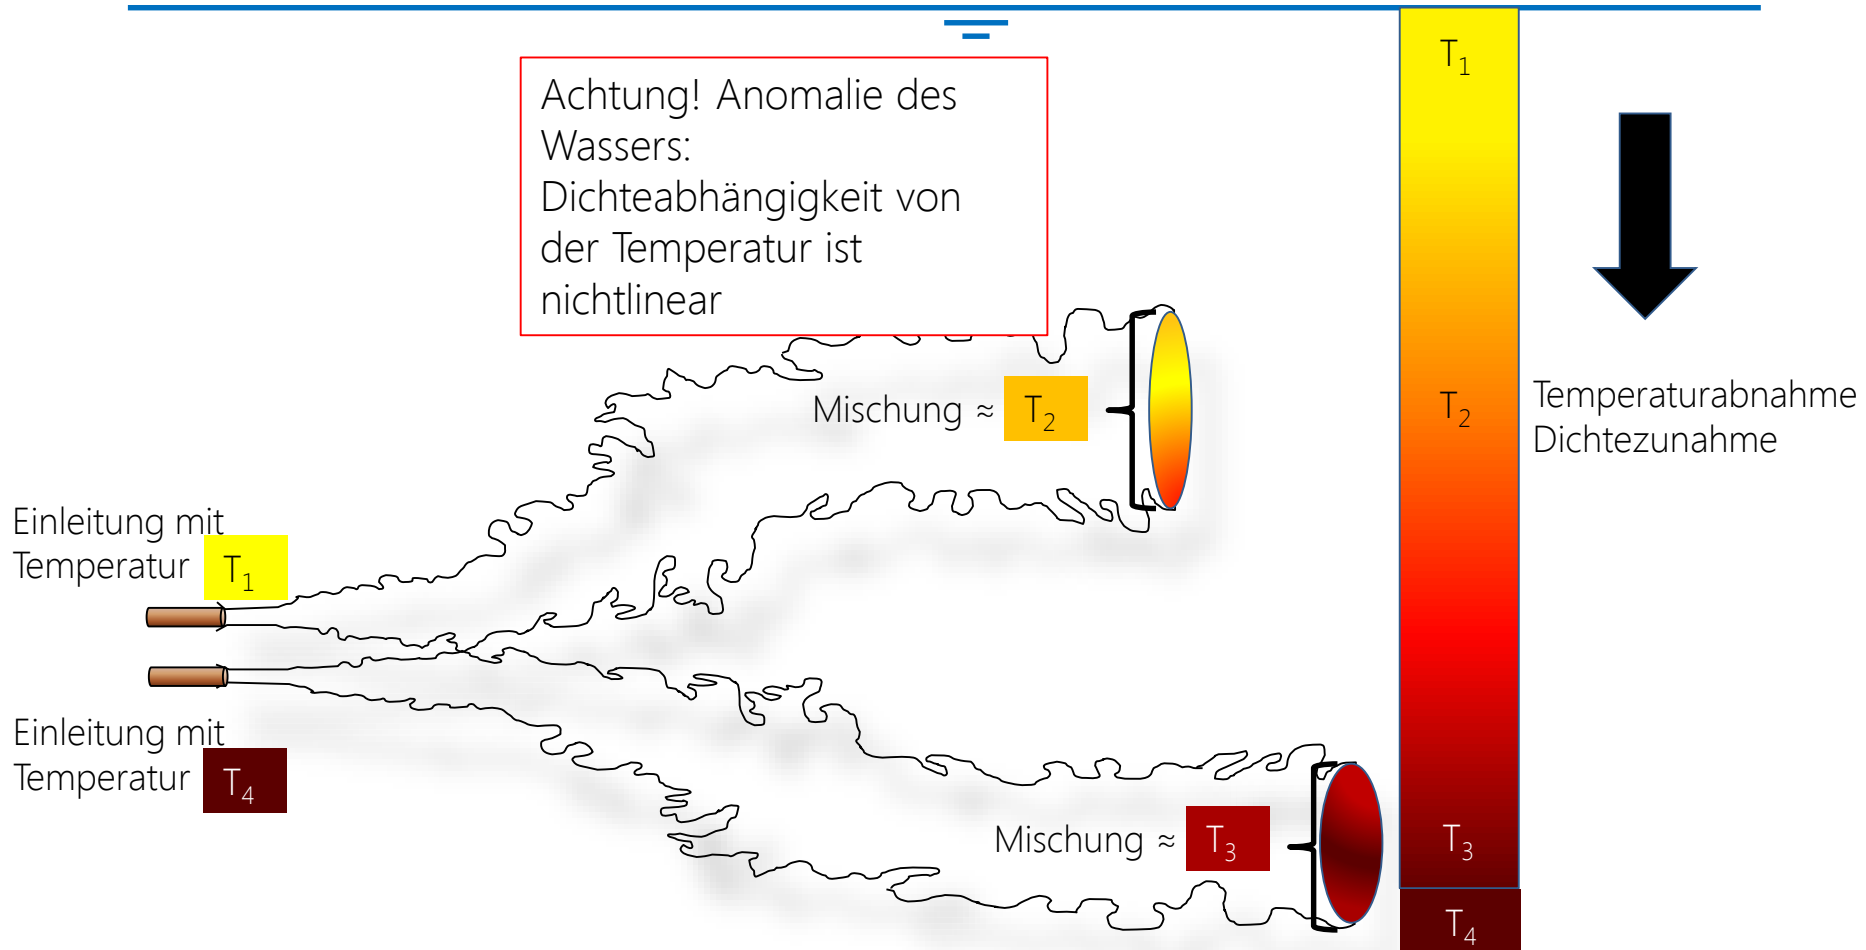 T1
Achtung! Anomalie des
Wassers:
Dichteabhängigkeit von
der Temperatur ist
nichtlinear
Mischung ≈ T2
T2
Temperaturabnahme
Dichtezunahme
Einleitung mit
Temperatur T1
Einleitung mit
Temperatur T4
Mischung ≈ T3
T3
T4